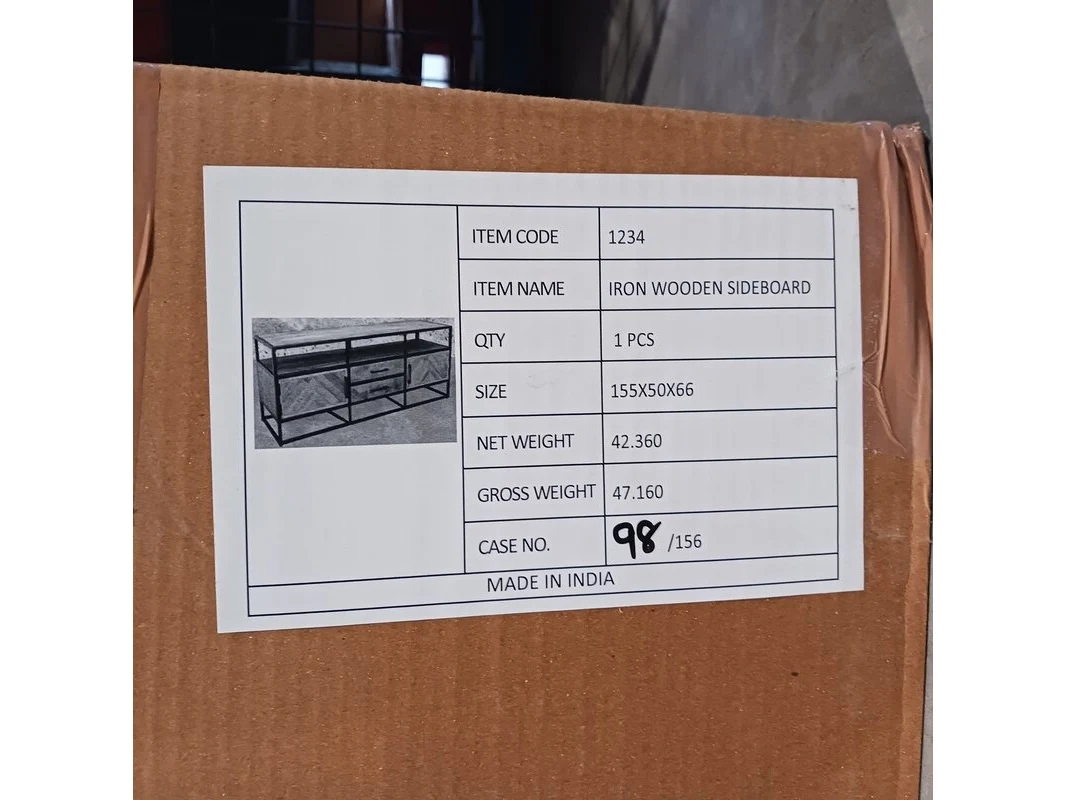 ITEM CODE 1234
ITEM NAME IRON WOODEN SIDEBOARD
QTY 1 PCS
SIZE 155X50X66
NET WEIGHT 42.360
GROSS WEIGHT 47.160
CASE NO. 98 /156
MADE IN INDIA